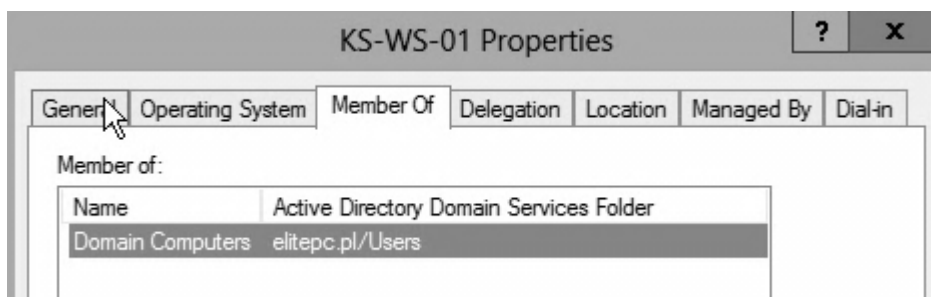 KS-WS-01 Properties ? x
General Operating System Member Of Delegation Location Managed By Dial-in
Member of:
Name Active Directory Domain Services Folder
Domain Computers elitepc.pl/Users